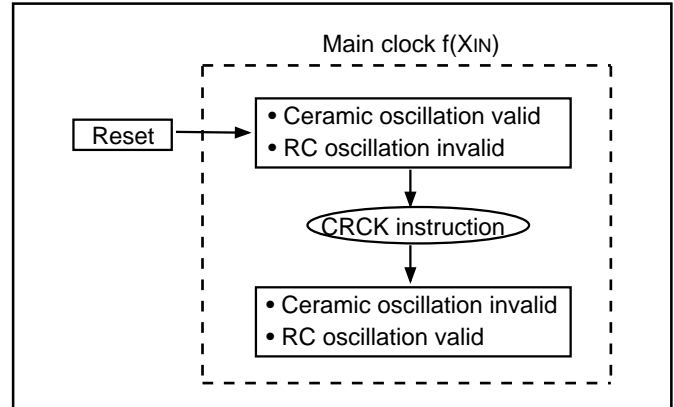 Main clock f(XIN)
Reset
• Ceramic oscillation valid
• RC oscillation invalid
CRCK instruction
• Ceramic oscillation invalid
• RC oscillation valid